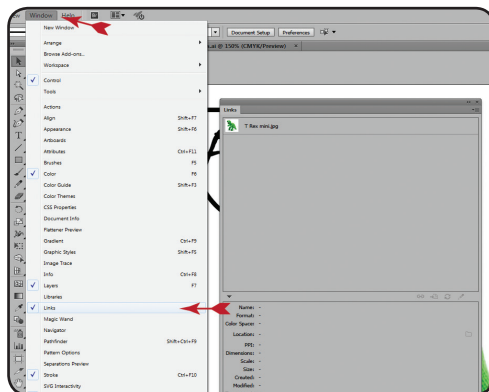 ew Window Help
New Window
Arrange
Browse Add-ons...
Workspace
Control
Tools
Actions
Align Shift+F7
Appearance Shift+F6
Artboards
Attributes Ctrl+F11
Brushes F5
Color F6
Color Guide Shift+F3
Color Themes
CSS Properties
Document Info
Flattener Preview
Gradient Ctrl+F9
Graphic Styles Shift+F5
Image Trace
Info Ctrl+F8
Layers F7
Libraries
Links
Magic Wand
Navigator
Pathfinder Shift+Ctrl+F9
Pattern Options
Separations Preview
Stroke Ctrl+F10
SVG Interactivity
Document Setup Preferences
s.ai @ 150% (CMYK/Preview) ×
Links
T Rex mini.jpg
Name: -
Format: -
Color Space: -
Location: -
PPI: -
Dimensions: -
Scale: -
Size: -
Created: -
Modified: -